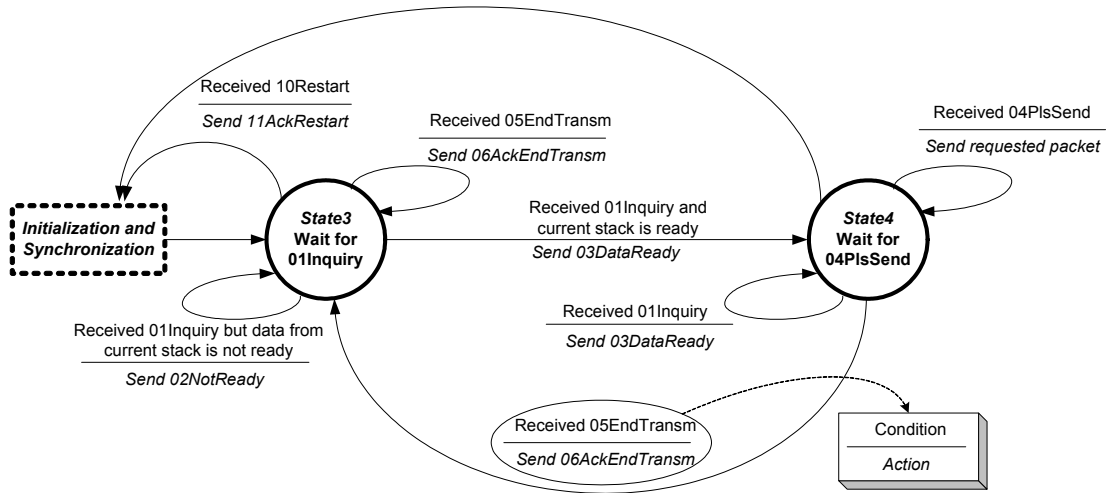 Received 10Restart
Send 11AckRestart
Received 05EndTransm
Send 06AckEndTransm
Received 04PlsSend
Send requested packet
Initialization and
Synchronization
State3
Wait for
01Inquiry
Received 01Inquiry and
current stack is ready
Send 03DataReady
State4
Wait for
04PlsSend
Received 01Inquiry but data from
current stack is not ready
Send 02NotReady
Received 01Inquiry
Send 03DataReady
Received 05EndTransm
Send 06AckEndTransm
Condition
Action